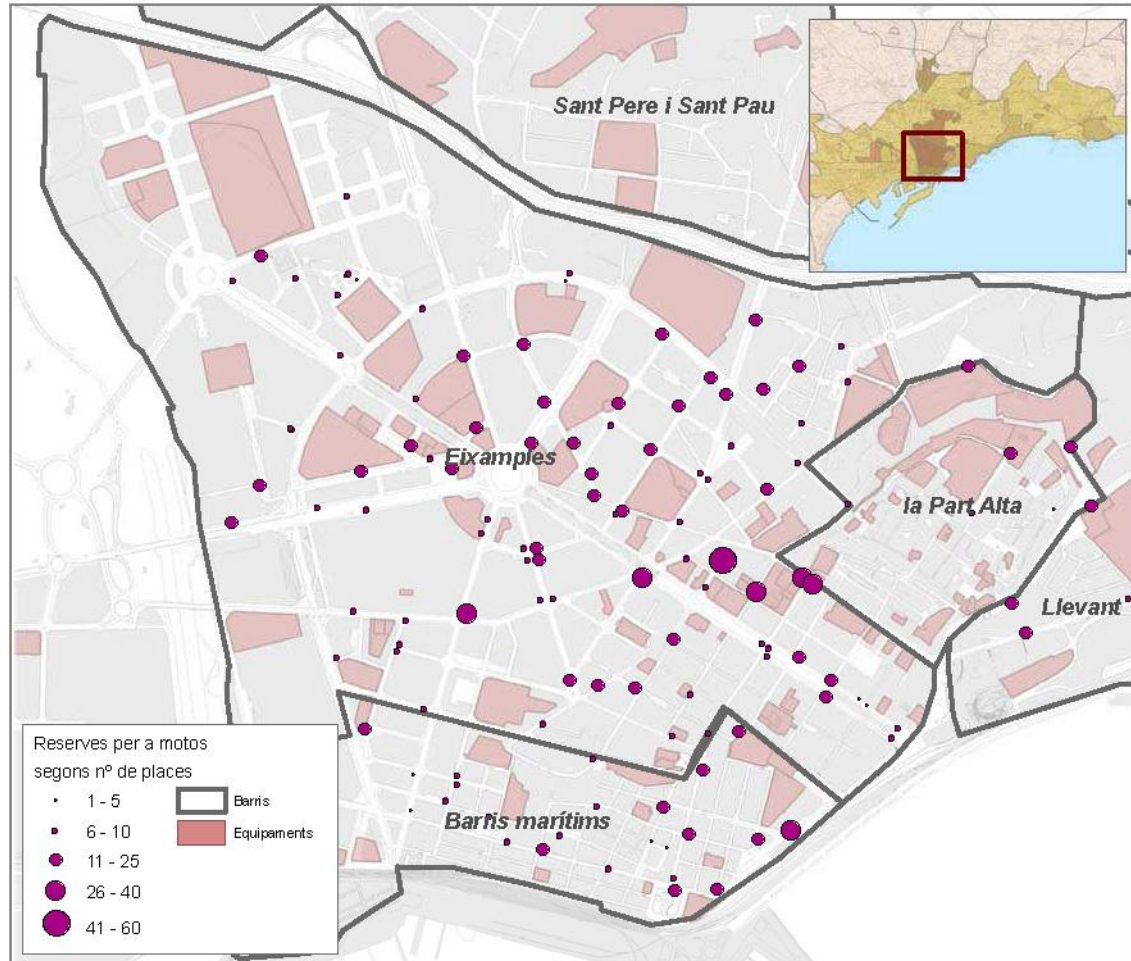 Sant Pere i Sant Pau
Eixamples
la Part Alta
Llevant
Barris marítims
Reserves per a motos
segons nº de places
1 - 5
6 - 10
11 - 25
26 - 40
41 - 60
Barris
Equipaments